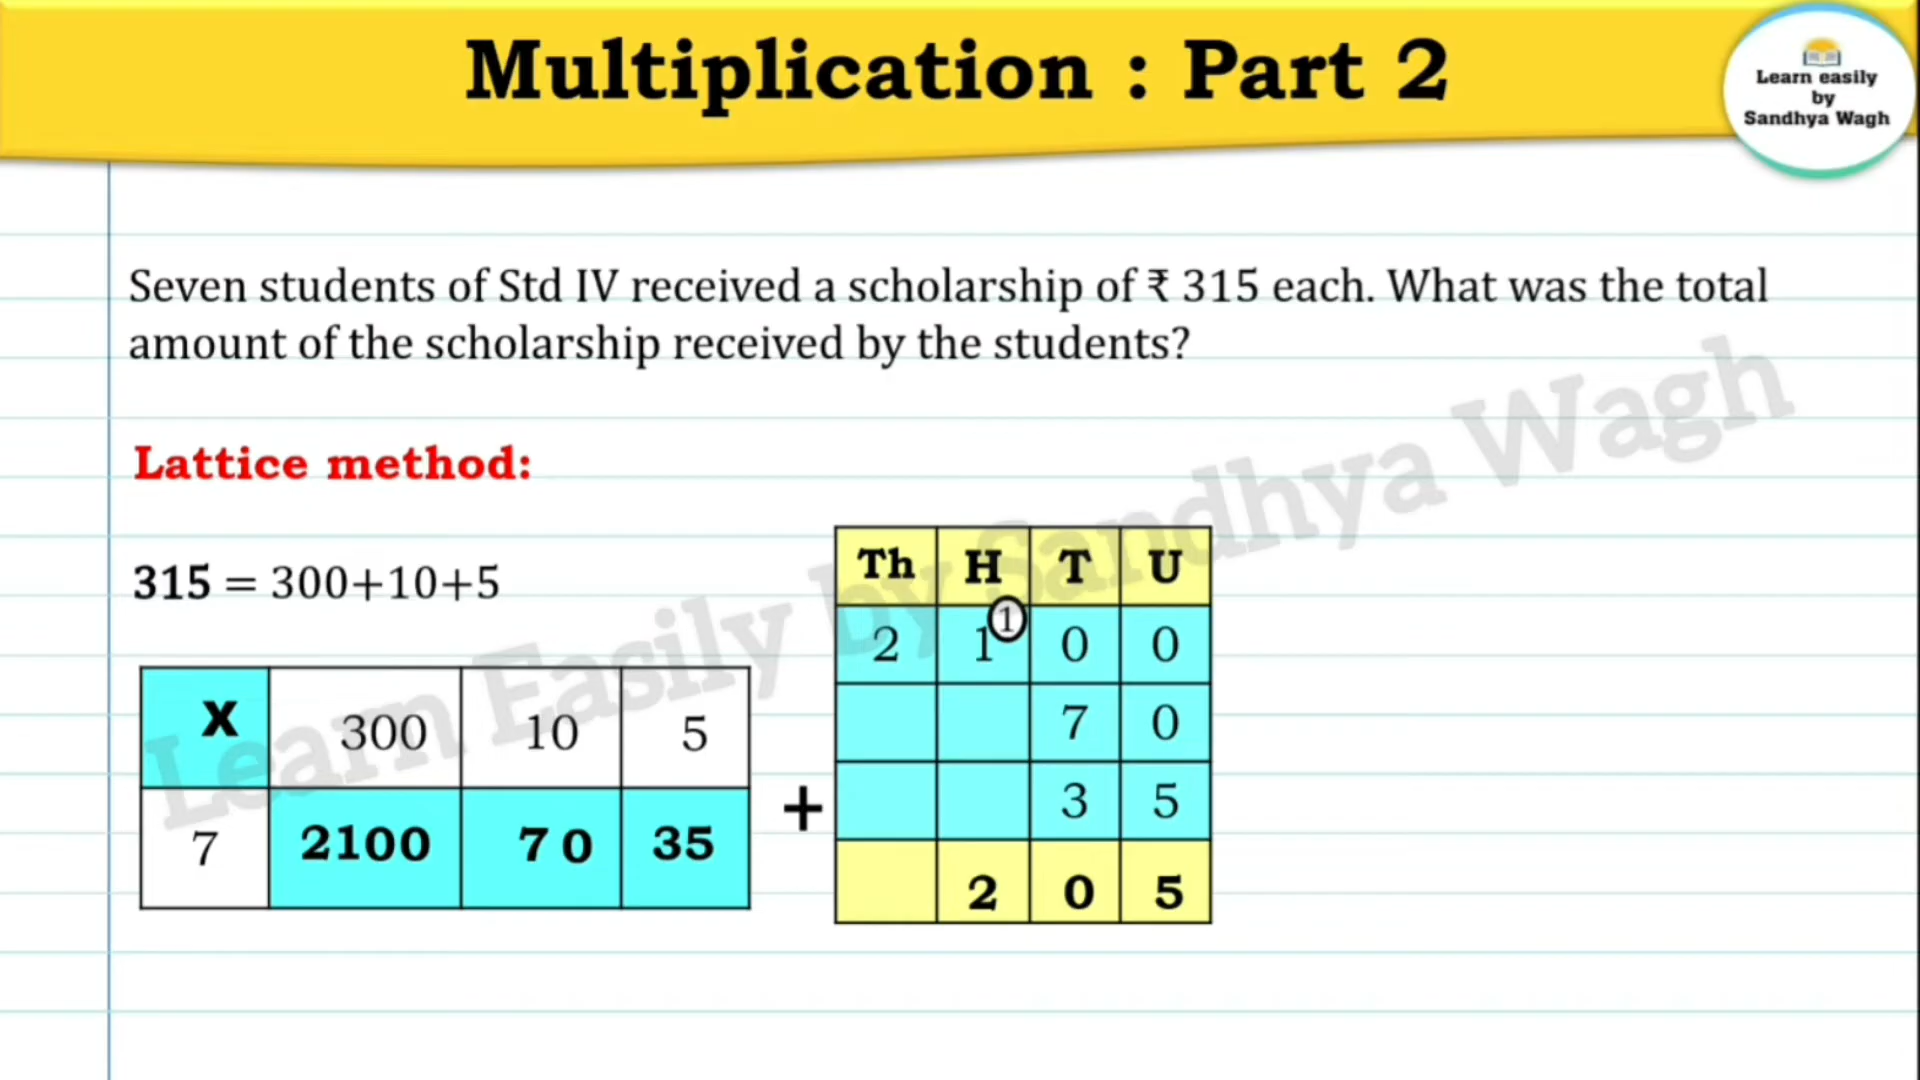 Multiplication : Part 2
Learn easily
by
Sandhya Wagh
Seven students of Std IV received a scholarship of ₹ 315 each. What was the total
amount of the scholarship received by the students?
Lattice method:
315 = 300+10+5
X 300 10 5
7 2100 70 35
+
Th H T U
1
2 1 0 0
7 0
3 5
2 0 5
Learn Easily by Sandhya Wagh